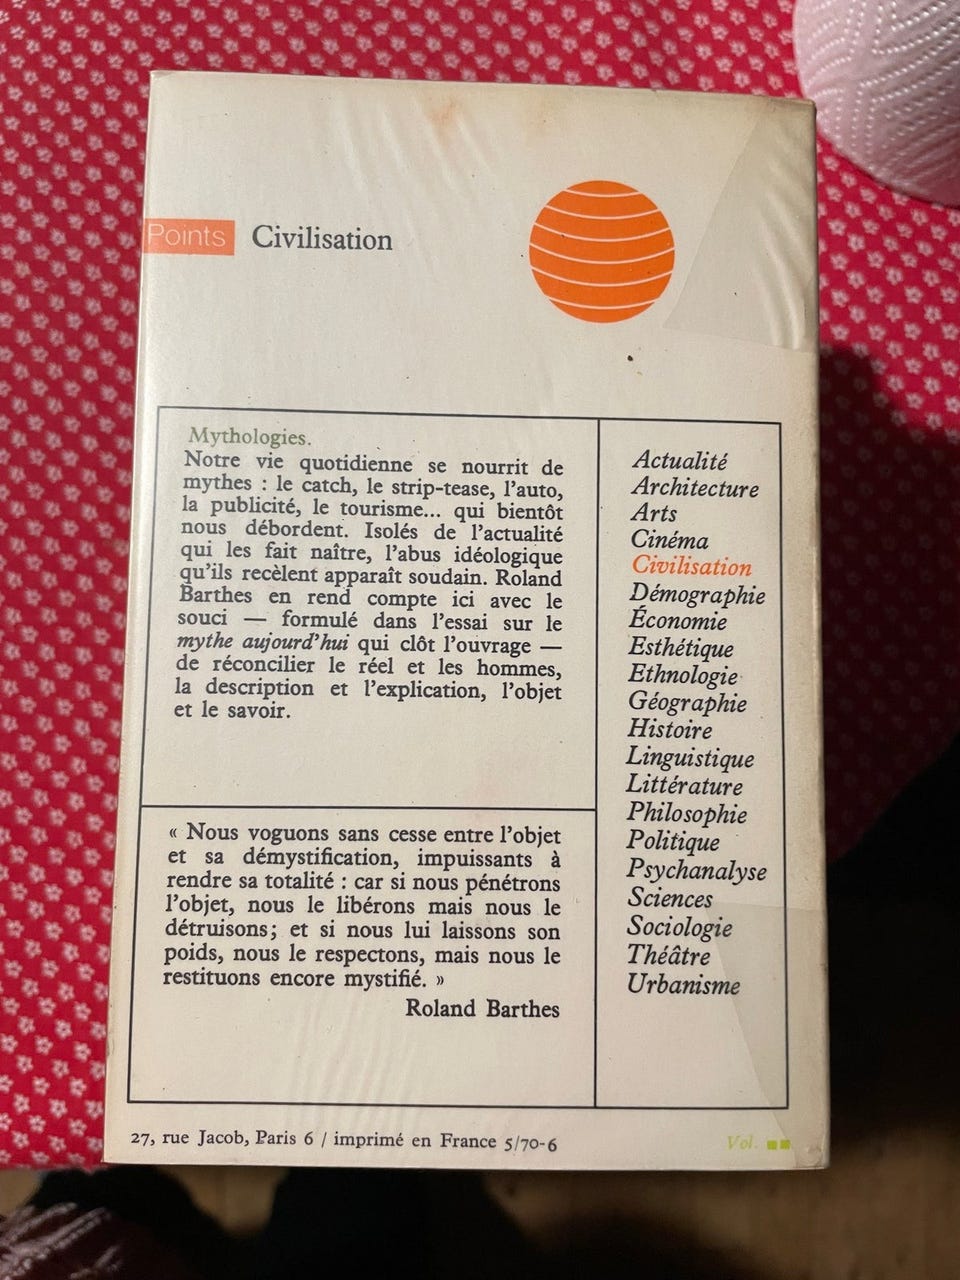 Points Civilisation
Mythologies.
Notre vie quotidienne se nourrit de
mythes : le catch, le strip-tease, l'auto,
la publicité, le tourisme... qui bientôt
nous débordent. Isolés de l'actualité
qui les fait naître, l'abus idéologique
qu'ils recèlent apparaît soudain. Roland
Barthes en rend compte ici avec le
souci — formulé dans l'essai sur le
mythe aujourd'hui qui clôt l'ouvrage —
de réconcilier le réel et les hommes,
la description et l'explication, l'objet
et le savoir.
« Nous voguons sans cesse entre l'objet
et sa démystification, impuissants à
rendre sa totalité : car si nous pénétrons
l'objet, nous le libérons mais nous le
détruisons; et si nous lui laissons son
poids, nous le respectons, mais nous le
restituons encore mystifié. »
Roland Barthes
Actualité
Architecture
Arts
Cinéma
Civilisation
Démographie
Économie
Esthétique
Ethnologie
Géographie
Histoire
Linguistique
Littérature
Philosophie
Politique
Psychanalyse
Sciences
Sociologie
Théâtre
Urbanisme
27, rue Jacob, Paris 6 / imprimé en France 5/70-6
Vol.